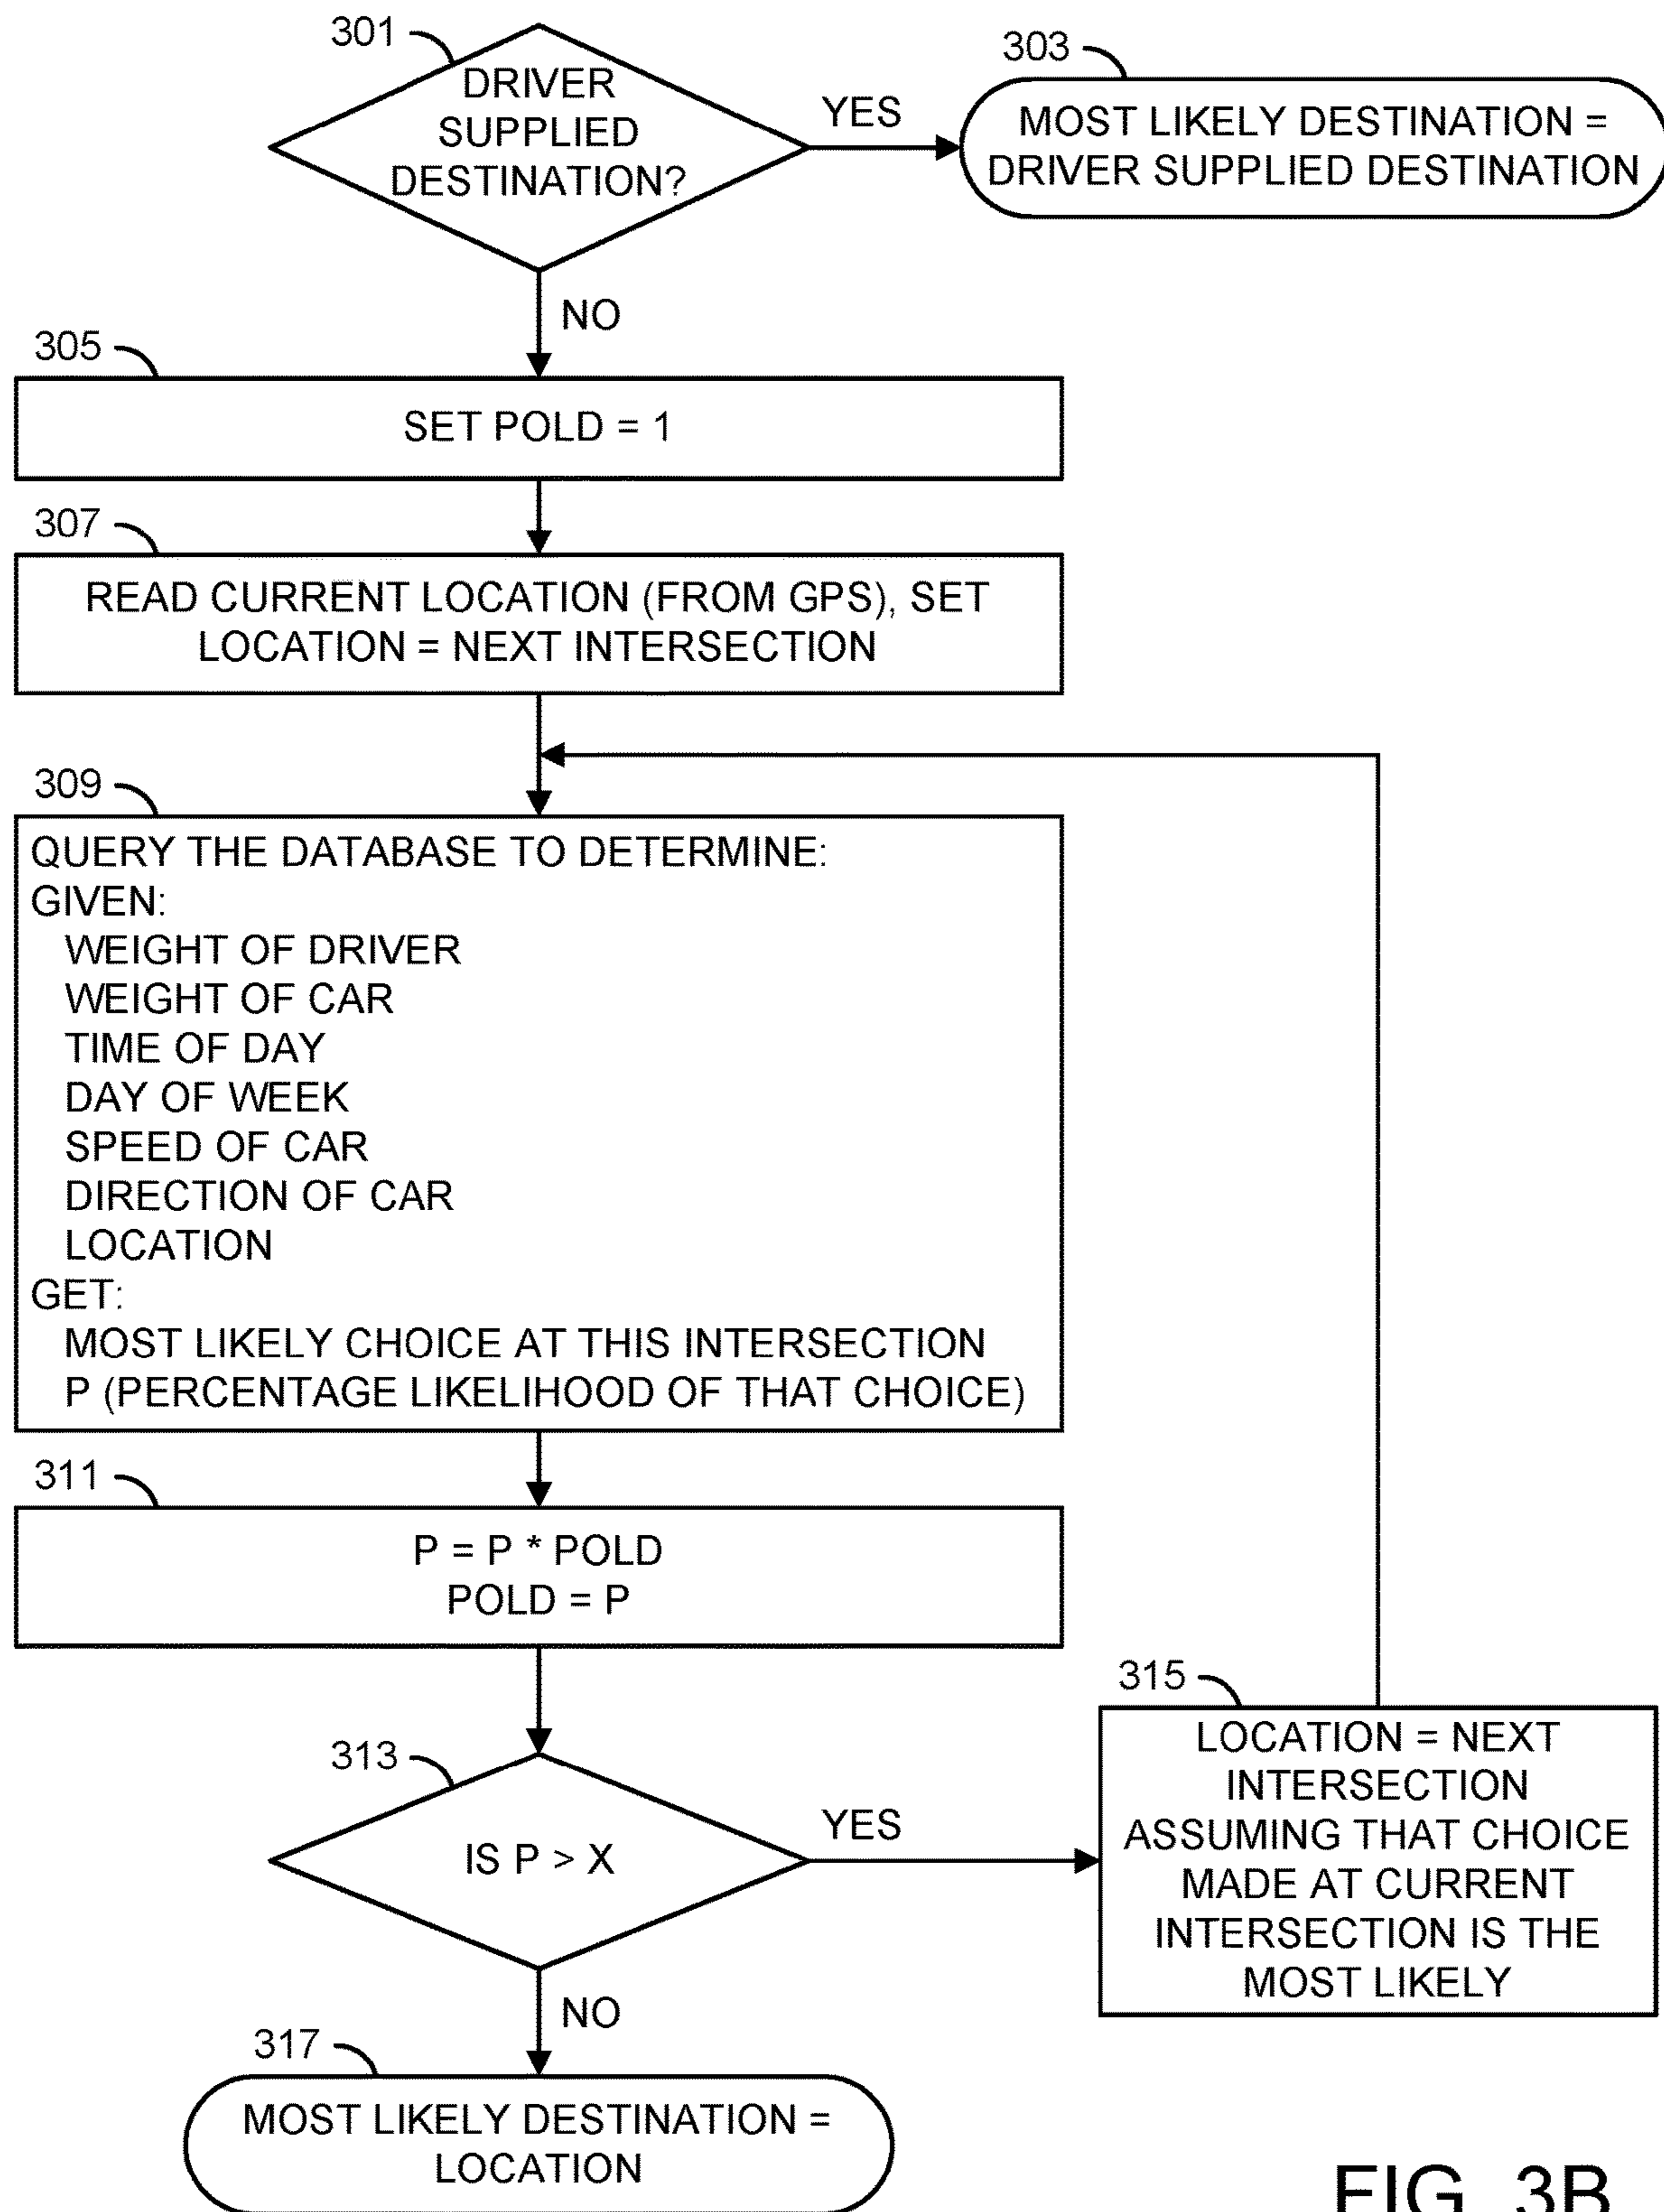 301
DRIVER
SUPPLIED
DESTINATION?
YES
303
MOST LIKELY DESTINATION =
DRIVER SUPPLIED DESTINATION
NO
305
SET POLD = 1
307
READ CURRENT LOCATION (FROM GPS), SET
LOCATION = NEXT INTERSECTION
309
QUERY THE DATABASE TO DETERMINE:
GIVEN:
WEIGHT OF DRIVER
WEIGHT OF CAR
TIME OF DAY
DAY OF WEEK
SPEED OF CAR
DIRECTION OF CAR
LOCATION
GET:
MOST LIKELY CHOICE AT THIS INTERSECTION
P (PERCENTAGE LIKELIHOOD OF THAT CHOICE)
311
P = P * POLD
POLD = P
313
IS P > X
YES
315
LOCATION = NEXT
INTERSECTION
ASSUMING THAT CHOICE
MADE AT CURRENT
INTERSECTION IS THE
MOST LIKELY
NO
317
MOST LIKELY DESTINATION =
LOCATION
FIG. 3B